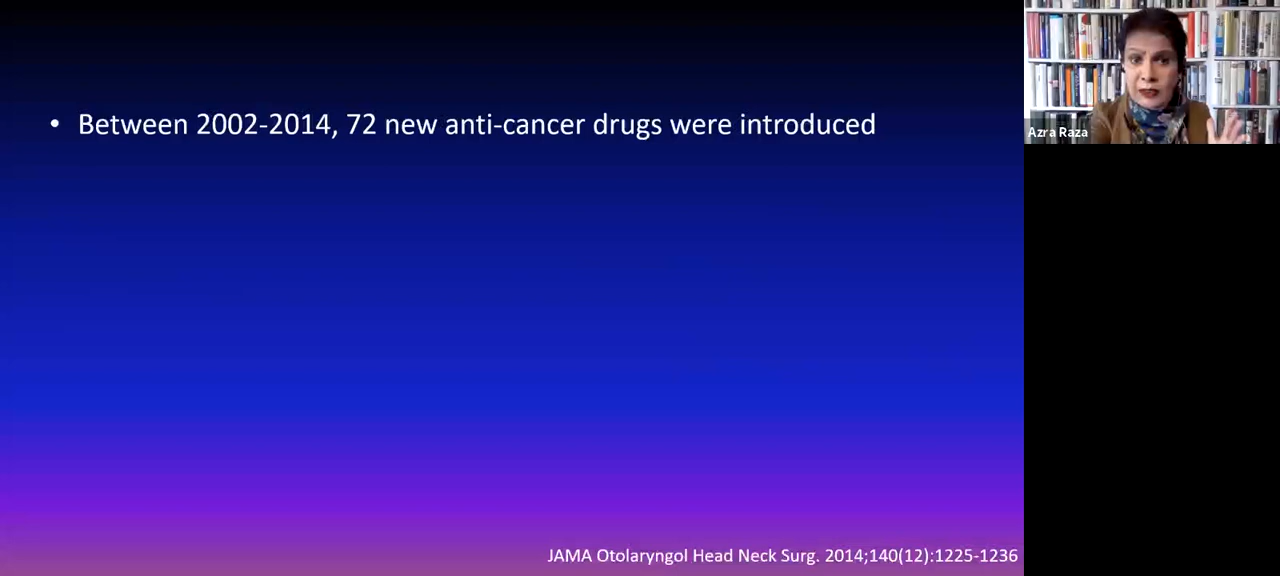 • Between 2002-2014, 72 new anti-cancer drugs were introduced
Azra Raza
JAMA Otolaryngol Head Neck Surg. 2014;140(12):1225-1236